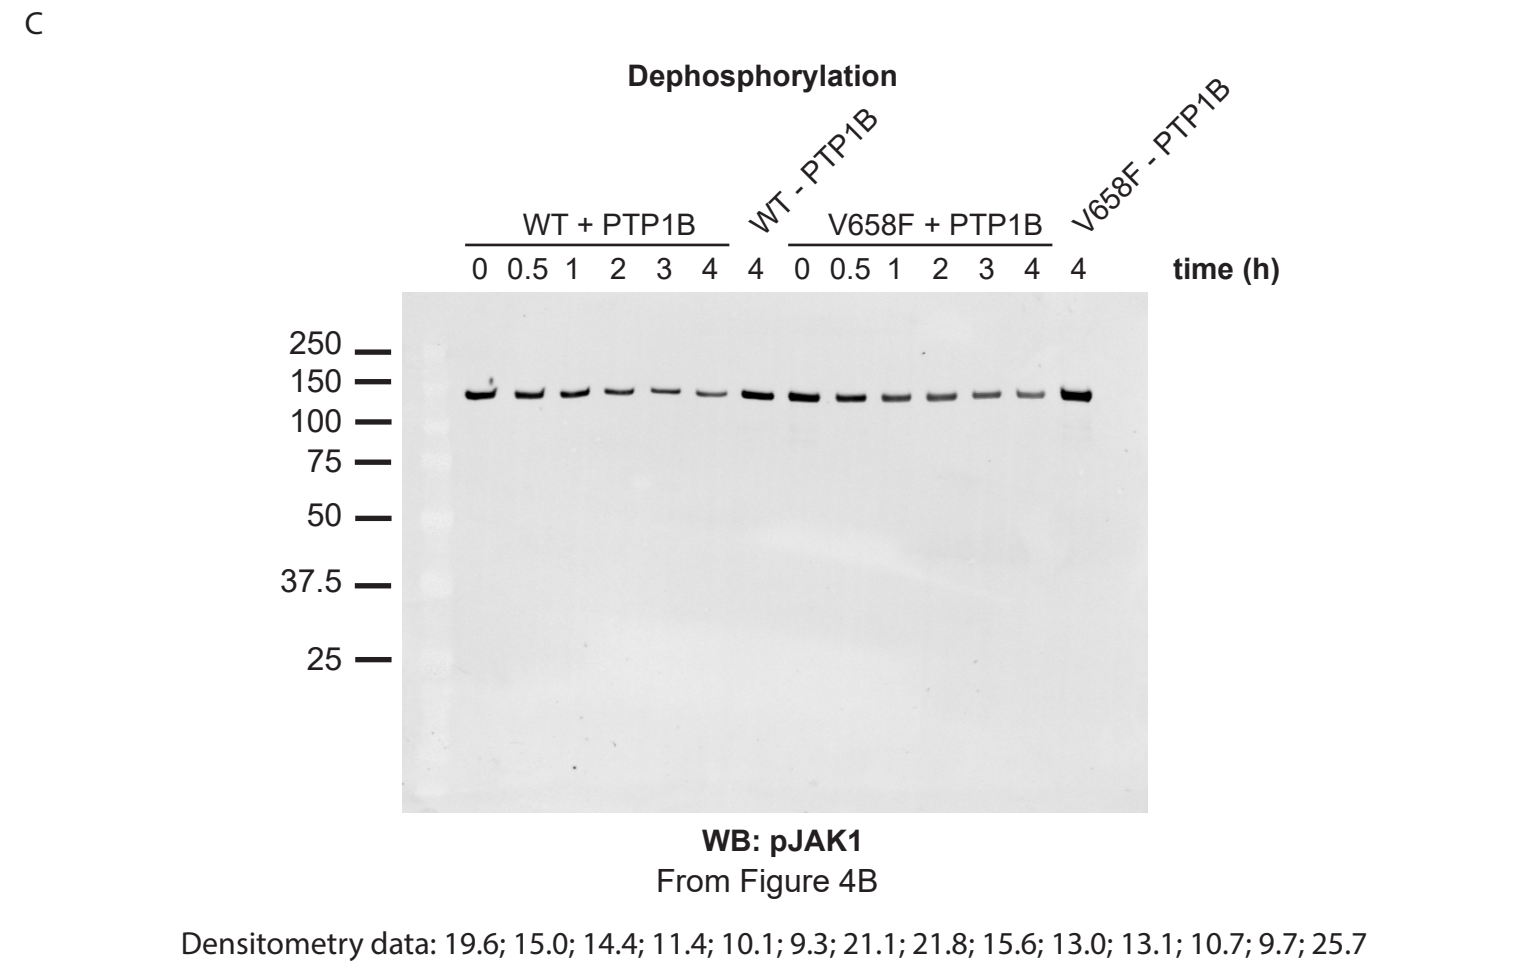 C
Dephosphorylation
WT + PTP1B
WT - PTP1B
V658F + PTP1B
V658F - PTP1B
0 0.5 1 2 3 4 4 0 0.5 1 2 3 4 4 time (h)
250
150
100
75
50
37.5
25
WB: pJAK1
From Figure 4B
Densitometry data: 19.6; 15.0; 14.4; 11.4; 10.1; 9.3; 21.1; 21.8; 15.6; 13.0; 13.1; 10.7; 9.7; 25.7